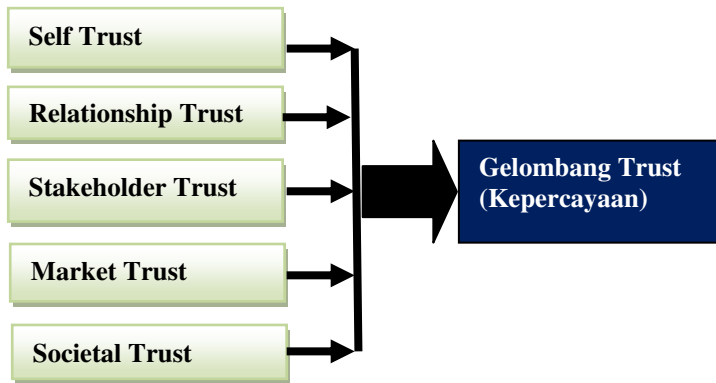 Self Trust
Relationship Trust
Stakeholder Trust
Market Trust
Societal Trust
Gelombang Trust
(Kepercayaan)